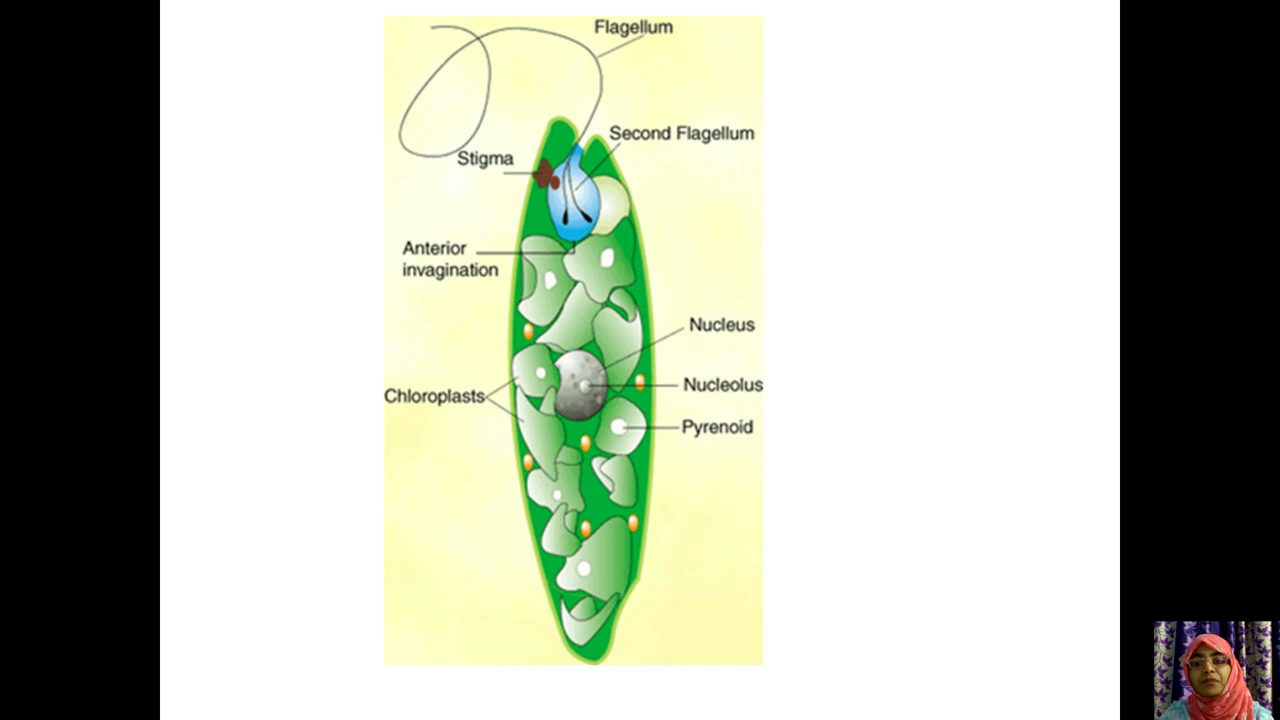 Flagellum
Second Flagellum
Stigma
Anterior
invagination
Nucleus
Nucleolus
Chloroplasts
Pyrenoid